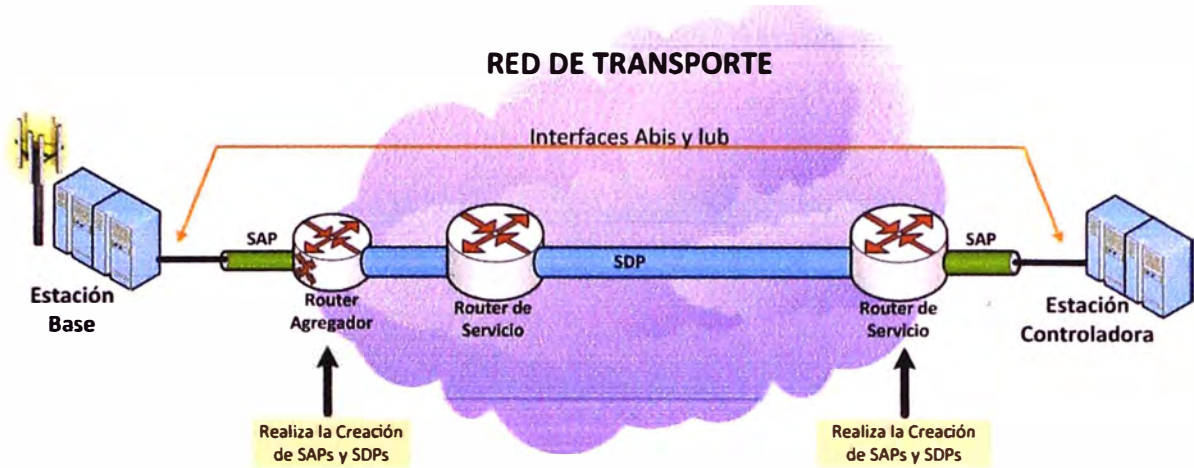 RED DE TRANSPORTE
Interfaces Abis y Iub
SAP
SAP
SDP
Estación
Base
Router
Agregador
Router de
Servicio
Router de
Servicio
Estación
Controladora
Realiza la Creación
de SAPs y SDPs
Realiza la Creación
de SAPs y SDPs